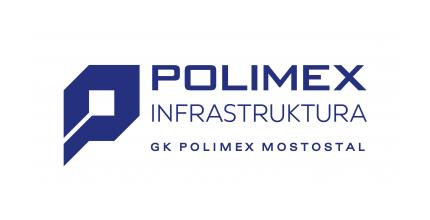 POLIMEX
INFRASTRUKTURA
GK POLIMEX MOSTOSTAL